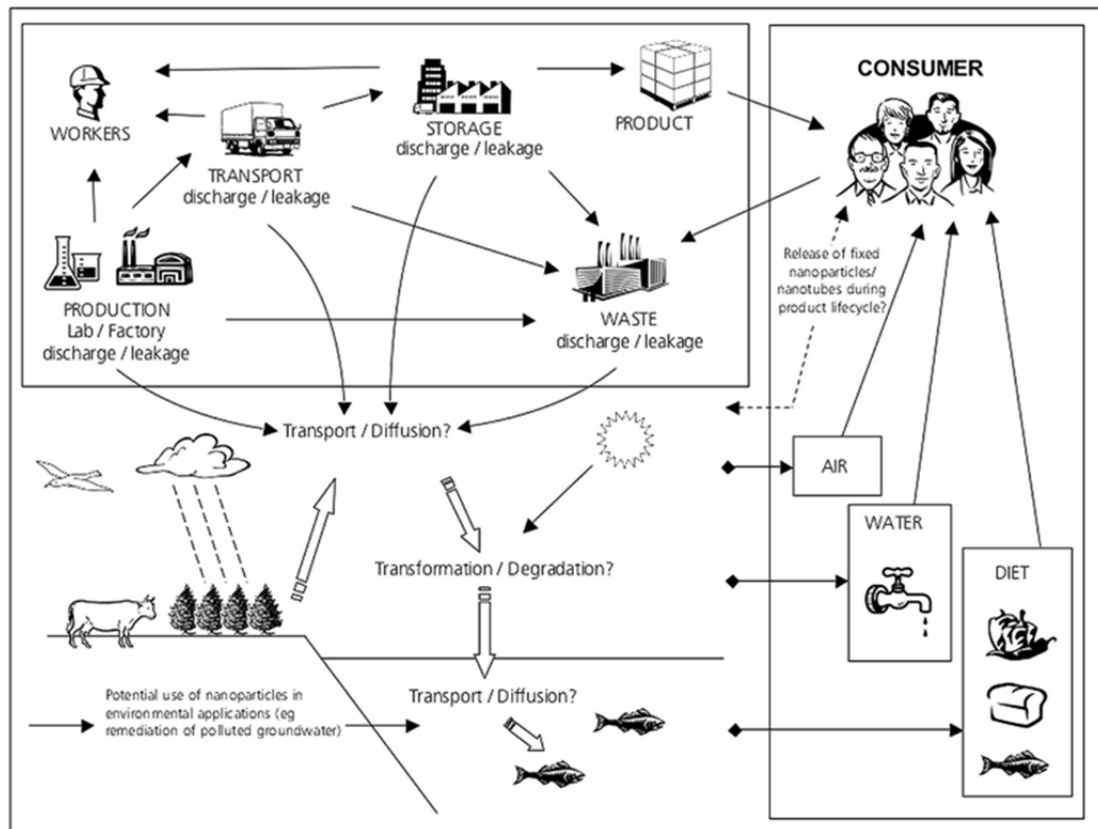 WORKERS
TRANSPORT
discharge / leakage
STORAGE
discharge / leakage
PRODUCT
CONSUMER
PRODUCTION
Lab / Factory
discharge / leakage
WASTE
discharge / leakage
Release of fixed
nanoparticles/
nanotubes during
product lifecycle?
Transport / Diffusion?
AIR
WATER
Transformation / Degradation?
DIET
Potential use of nanoparticles in
environmental applications (eg
remediation of polluted groundwater)
Transport / Diffusion?